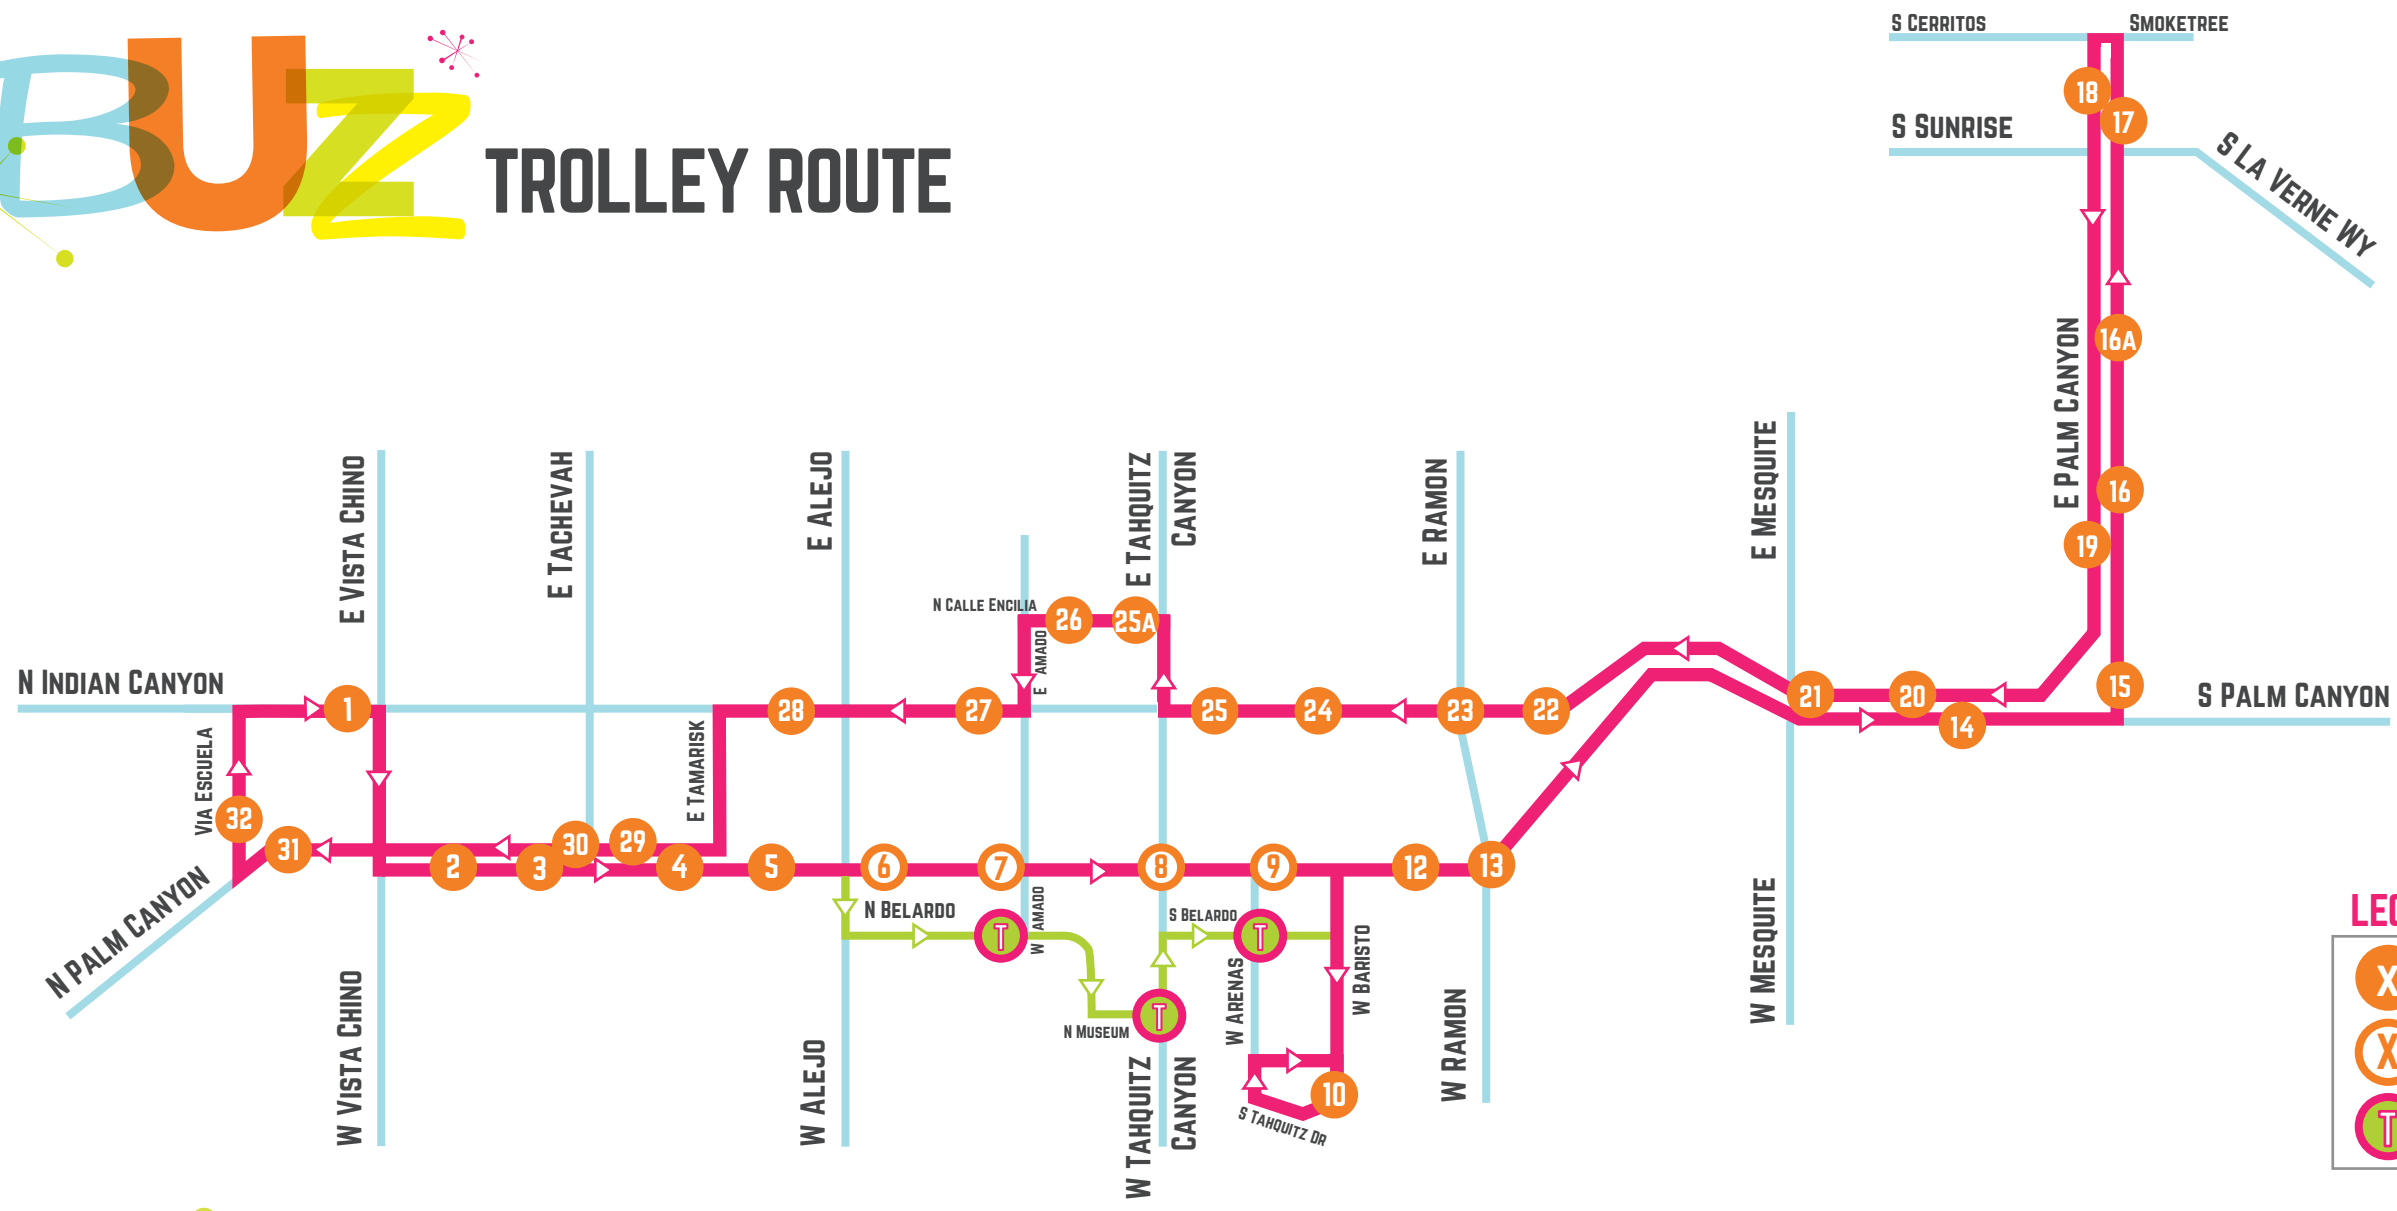 BUZZ
TROLLEY ROUTE
S CERRITOS
SMOKETREE
18
17
S SUNRISE
S LA VERNE WY
16A
E PALM CANYON
16
19
15
S PALM CANYON
E VISTA CHINO
E TACHEVAH
E ALEJO
E TAHQUITZ
CANYON
E RAMON
E MESQUITE
N CALLE ENCILIA
26
25A
E AMADO
N INDIAN CANYON
1
28
27
25
24
23
22
21
20
14
VIA ESCUELA
E TAMARISK
32
31
30
29
2
3
4
5
6
7
8
9
12
13
N PALM CANYON
N BELARDO
T
W AMADO
S BELARDO
T
N MUSEUM
T
W ARENAS
W BARISTO
10
S TAHQUITZ DR
W VISTA CHINO
W ALEJO
W TAHQUITZ
CANYON
W RAMON
W MESQUITE
X
X
T